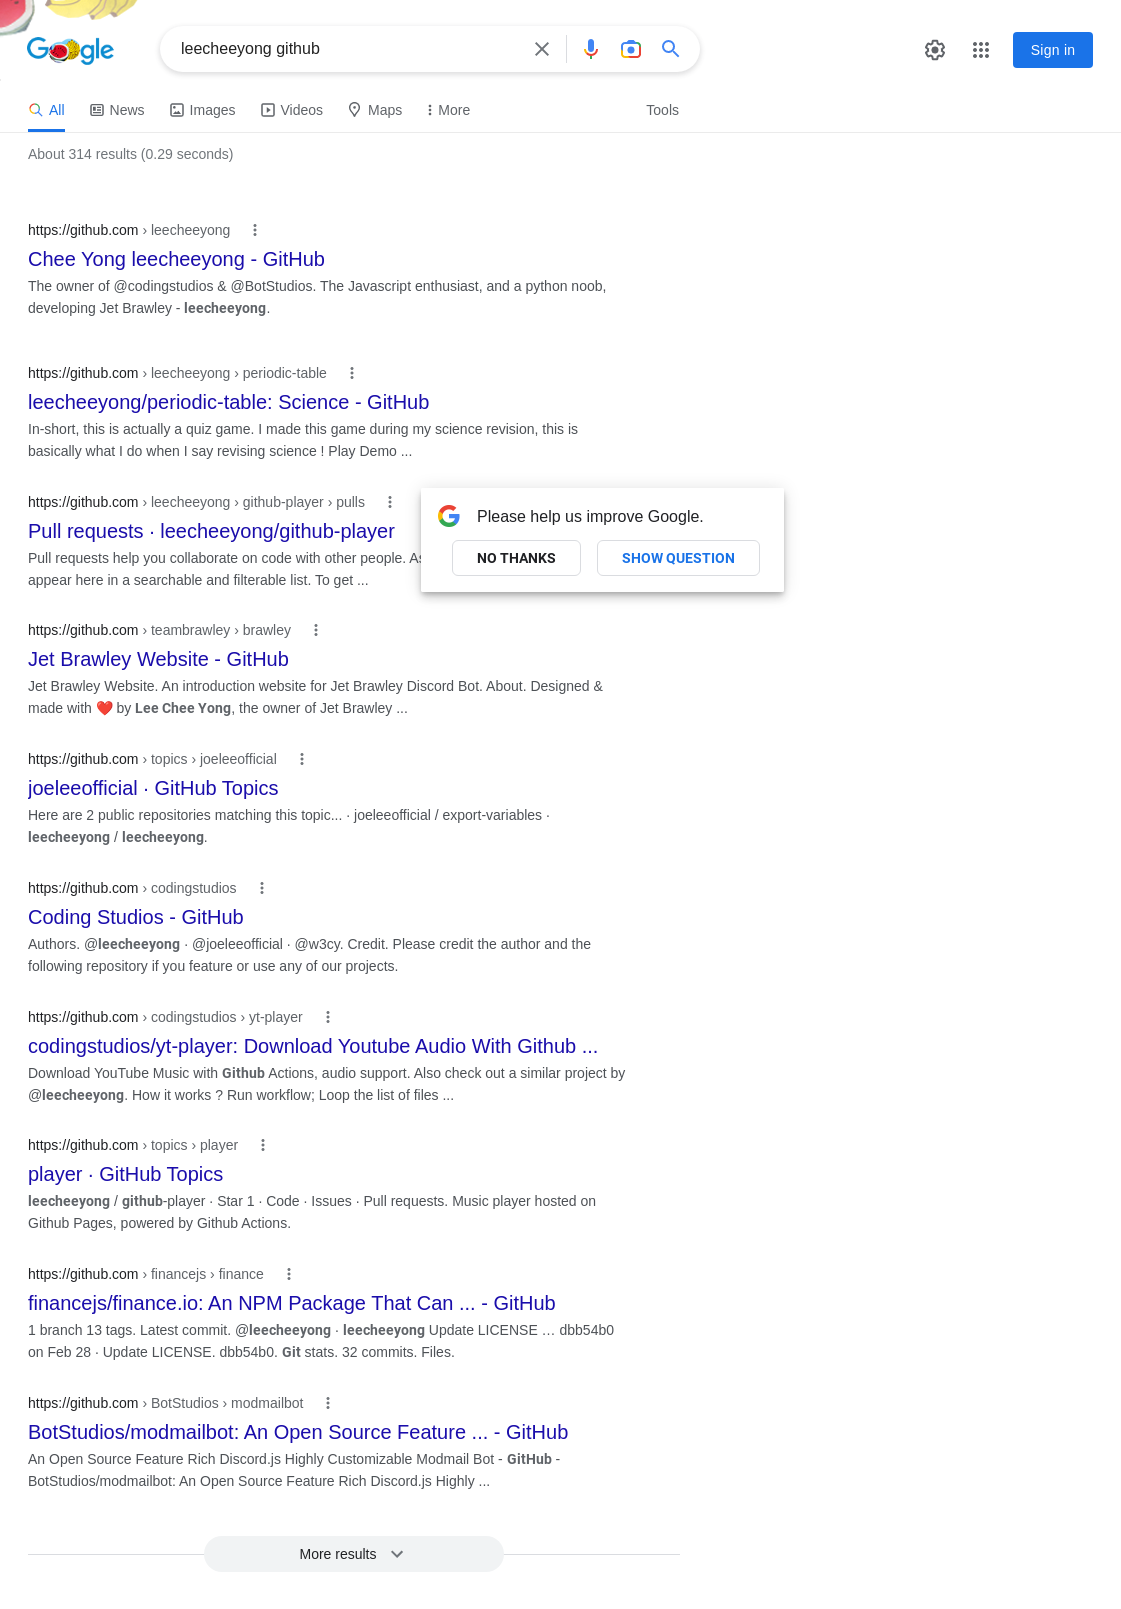 Google
leecheeyong github
Sign in
All News Images Videos Maps More Tools
About 314 results (0.29 seconds)
https://github.com › leecheeyong
Chee Yong leecheeyong - GitHub
The owner of @codingstudios & @BotStudios. The Javascript enthusiast, and a python noob,
developing Jet Brawley - leecheeyong.
https://github.com › leecheeyong › periodic-table
leecheeyong/periodic-table: Science - GitHub
In-short, this is actually a quiz game. I made this game during my science revision, this is
basically what I do when I say revising science ! Play Demo ...
https://github.com › leecheeyong › github-player › pulls
Pull requests · leecheeyong/github-player
Pull requests help you collaborate on code with other people. As
appear here in a searchable and filterable list. To get ...
Please help us improve Google.
NO THANKS SHOW QUESTION
https://github.com › teambrawley › brawley
Jet Brawley Website - GitHub
Jet Brawley Website. An introduction website for Jet Brawley Discord Bot. About. Designed &
made with ❤️ by Lee Chee Yong, the owner of Jet Brawley ...
https://github.com › topics › joeleeofficial
joeleeofficial · GitHub Topics
Here are 2 public repositories matching this topic... · joeleeofficial / export-variables ·
leecheeyong / leecheeyong.
https://github.com › codingstudios
Coding Studios - GitHub
Authors. @leecheeyong · @joeleeofficial · @w3cy. Credit. Please credit the author and the
following repository if you feature or use any of our projects.
https://github.com › codingstudios › yt-player
codingstudios/yt-player: Download Youtube Audio With Github ...
Download YouTube Music with Github Actions, audio support. Also check out a similar project by
@leecheeyong. How it works ? Run workflow; Loop the list of files ...
https://github.com › topics › player
player · GitHub Topics
leecheeyong / github-player · Star 1 · Code · Issues · Pull requests. Music player hosted on
Github Pages, powered by Github Actions.
https://github.com › financejs › finance
financejs/finance.io: An NPM Package That Can ... - GitHub
1 branch 13 tags. Latest commit. @leecheeyong · leecheeyong Update LICENSE … dbb54b0
on Feb 28 · Update LICENSE. dbb54b0. Git stats. 32 commits. Files.
https://github.com › BotStudios › modmailbot
BotStudios/modmailbot: An Open Source Feature ... - GitHub
An Open Source Feature Rich Discord.js Highly Customizable Modmail Bot - GitHub -
BotStudios/modmailbot: An Open Source Feature Rich Discord.js Highly ...
More results